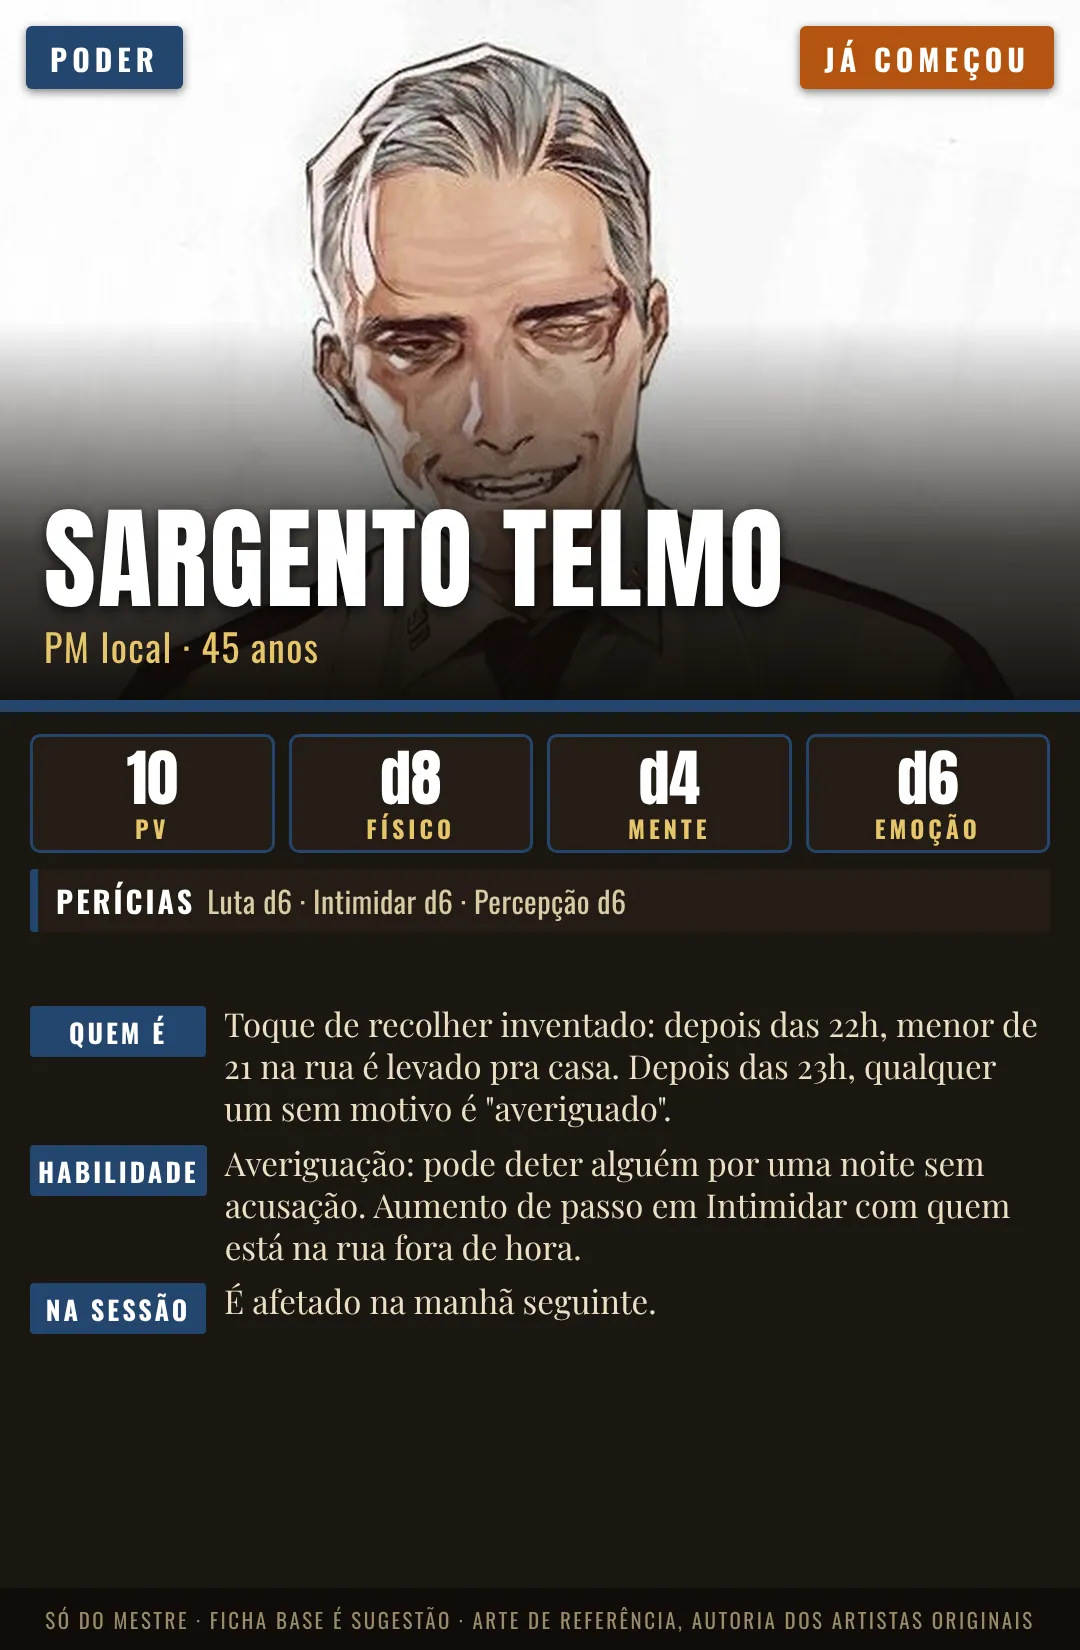 PODER
JÁ COMEÇOU
SARGENTO TELMO
PM local · 45 anos
10
PV
d8
FÍSICO
d4
MENTE
d6
EMOÇÃO
PERÍCIAS Luta d6 · Intimidar d6 · Percepção d6
QUEM É
Toque de recolher inventado: depois das 22h, menor de
21 na rua é levado pra casa. Depois das 23h, qualquer
um sem motivo é "averiguado".
HABILIDADE
Averiguação: pode deter alguém por uma noite sem
acusação. Aumento de passo em Intimidar com quem
está na rua fora de hora.
NA SESSÃO
É afetado na manhã seguinte.
SÓ DO MESTRE · FICHA BASE É SUGESTÃO · ARTE DE REFERÊNCIA, AUTORIA DOS ARTISTAS ORIGINAIS